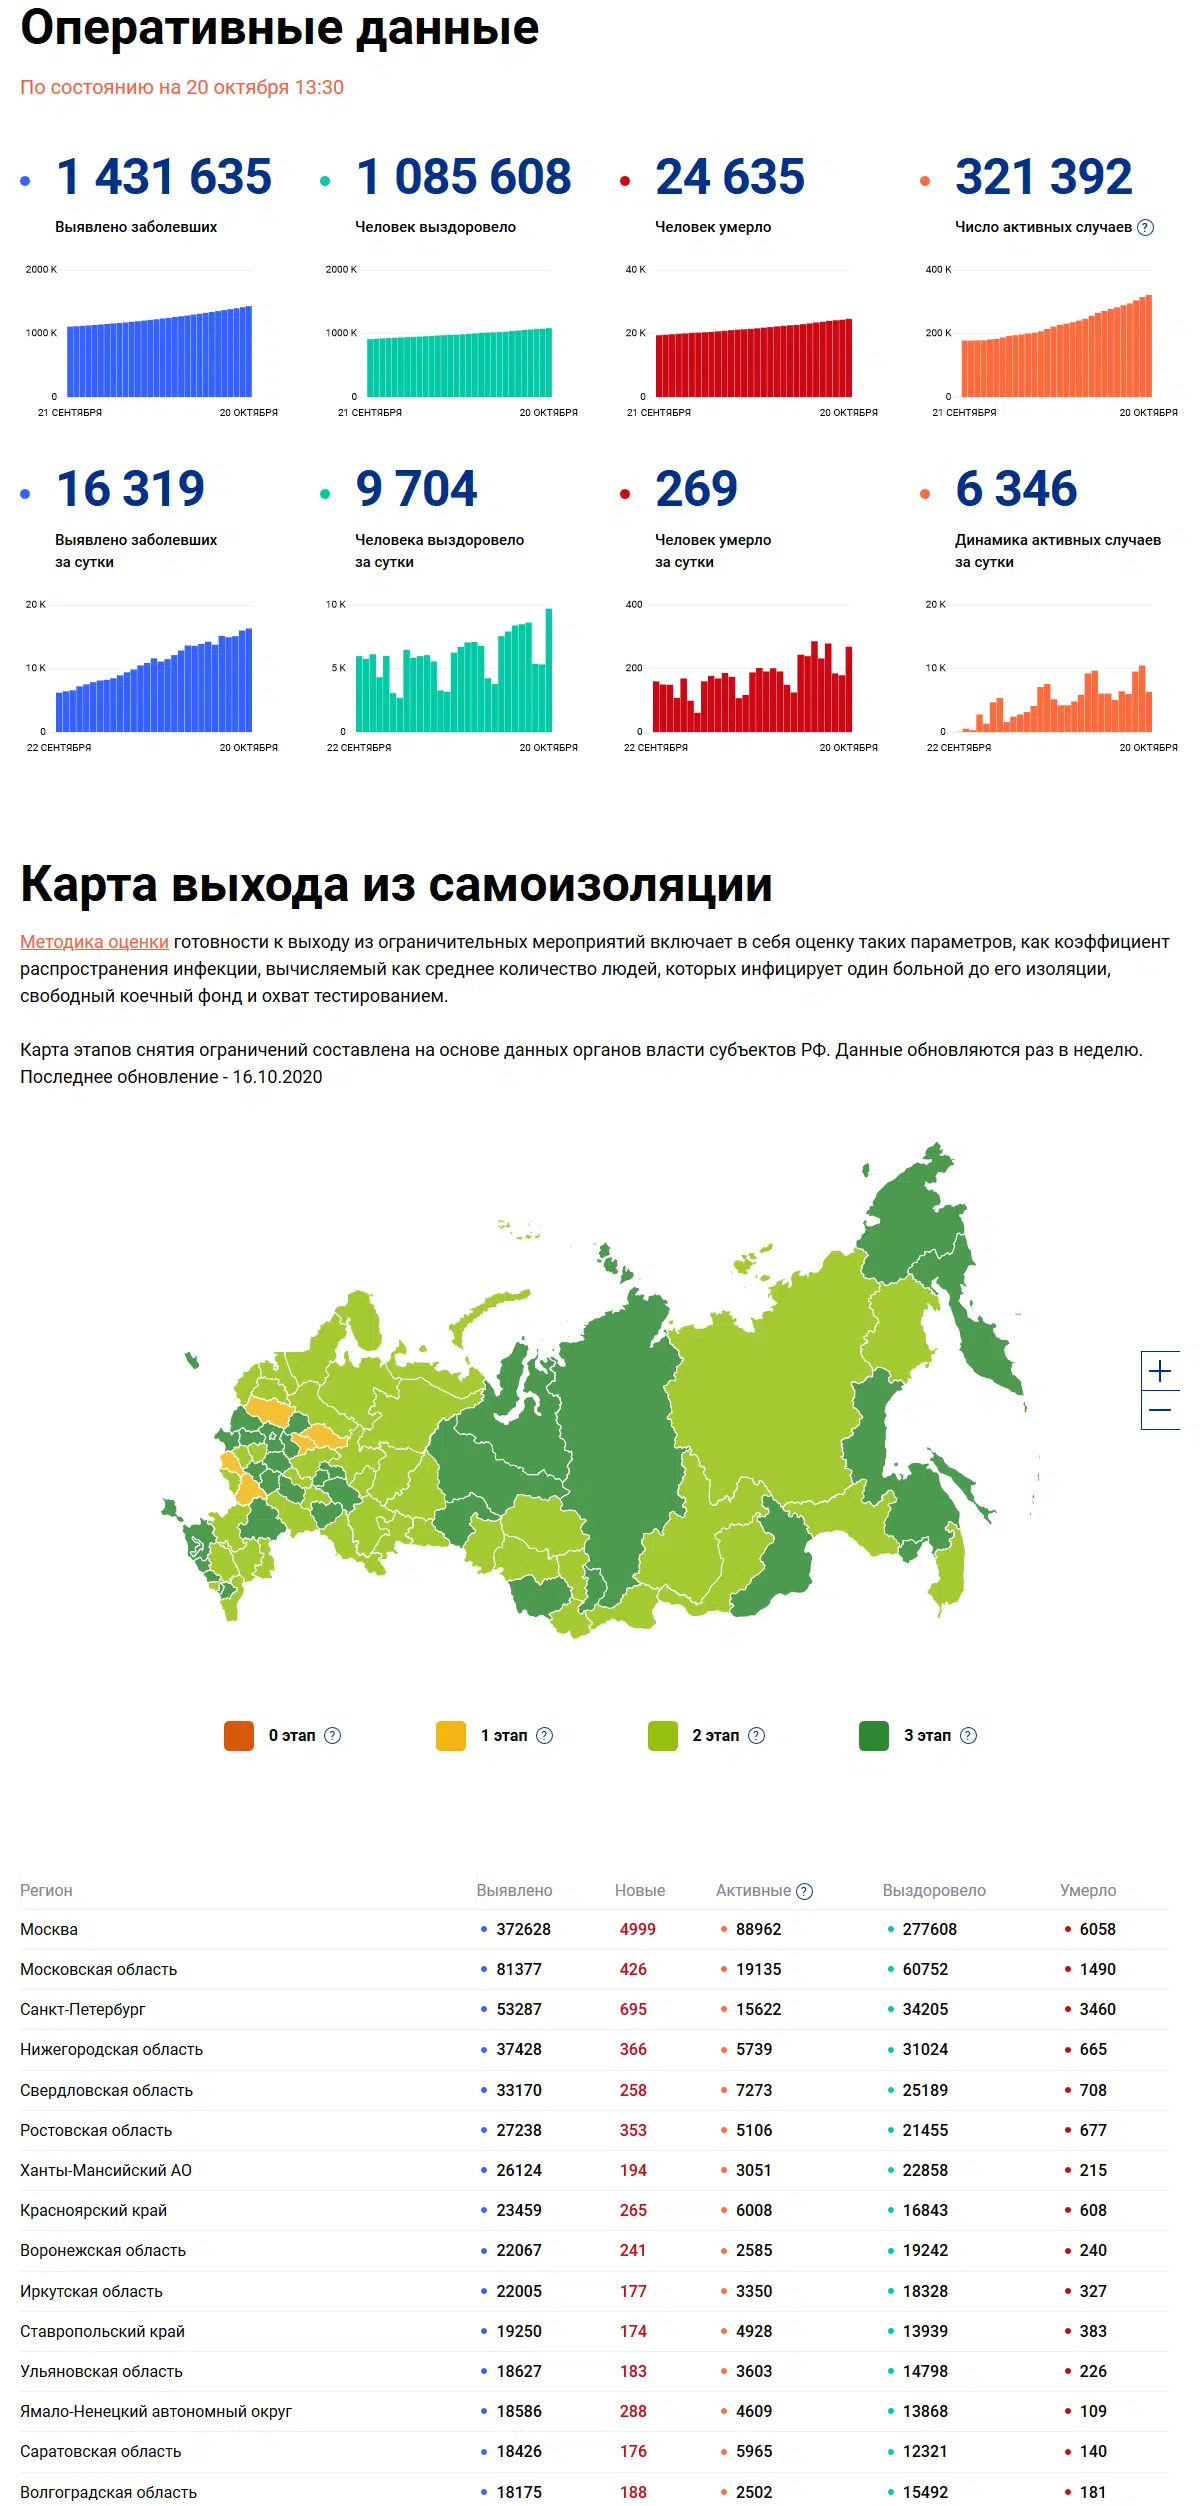 Оперативные данные
По состоянию на 20 октября 13:30
1 431 635 1 085 608 24 635 321 392
Выявлено заболевших Человек выздоровело Человек умерло Число активных случаев ?
2000 K 2000 K 40 K 400 K
1000 K 1000 K 20 K 200 K
0 0 0 0
21 СЕНТЯБРЯ 20 ОКТЯБРЯ 21 СЕНТЯБРЯ 20 ОКТЯБРЯ 21 СЕНТЯБРЯ 20 ОКТЯБРЯ 21 СЕНТЯБРЯ 20 ОКТЯБРЯ
16 319 9 704 269 6 346
Выявлено заболевших Человека выздоровело Человек умерло Динамика активных случаев
за сутки за сутки за сутки за сутки
20 K 10 K 400 20 K
10 K 5 K 200 10 K
0 0 0 0
22 СЕНТЯБРЯ 20 ОКТЯБРЯ 22 СЕНТЯБРЯ 20 ОКТЯБРЯ 22 СЕНТЯБРЯ 20 ОКТЯБРЯ 22 СЕНТЯБРЯ 20 ОКТЯБРЯ
Карта выхода из самоизоляции
Методика оценки готовности к выходу из ограничительных мероприятий включает в себя оценку таких параметров, как коэффициент
распространения инфекции, вычисляемый как среднее количество людей, которых инфицирует один больной до его изоляции,
свободный коечный фонд и охват тестированием.
Карта этапов снятия ограничений составлена на основе данных органов власти субъектов РФ. Данные обновляются раз в неделю.
Последнее обновление - 16.10.2020
+
−
0 этап ? 1 этап ? 2 этап ? 3 этап ?
Регион Выявлено Новые Активные ? Выздоровело Умерло
Москва 372628 4999 88962 277608 6058
Московская область 81377 426 19135 60752 1490
Санкт-Петербург 53287 695 15622 34205 3460
Нижегородская область 37428 366 5739 31024 665
Свердловская область 33170 258 7273 25189 708
Ростовская область 27238 353 5106 21455 677
Ханты-Мансийский АО 26124 194 3051 22858 215
Красноярский край 23459 265 6008 16843 608
Воронежская область 22067 241 2585 19242 240
Иркутская область 22005 177 3350 18328 327
Ставропольский край 19250 174 4928 13939 383
Ульяновская область 18627 183 3603 14798 226
Ямало-Ненецкий автономный округ 18586 288 4609 13868 109
Саратовская область 18426 176 5965 12321 140
Волгоградская область 18175 188 2502 15492 181